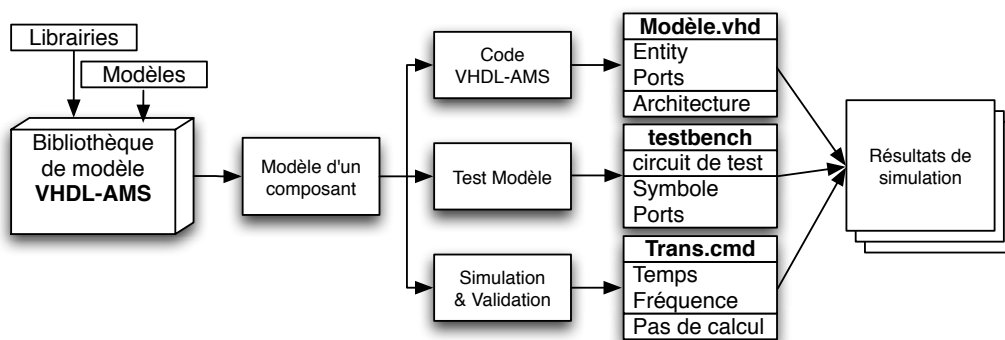 Librairies
Modèles
Bibliothèque
de modèle
VHDL-AMS
Modèle d'un
composant
Code
VHDL-AMS
Test Modèle
Simulation
& Validation
Modèle.vhd
Entity
Ports
Architecture
testbench
circuit de test
Symbole
Ports
Trans.cmd
Temps
Fréquence
Pas de calcul
Résultats de
simulation